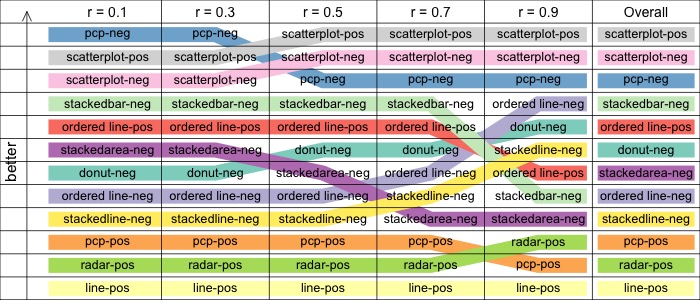 r = 0.1 r = 0.3 r = 0.5 r = 0.7 r = 0.9 Overall
pcp-neg pcp-neg scatterplot-pos scatterplot-pos scatterplot-pos scatterplot-pos
scatterplot-pos scatterplot-pos scatterplot-neg scatterplot-neg scatterplot-neg scatterplot-neg
scatterplot-neg scatterplot-neg pcp-neg pcp-neg pcp-neg pcp-neg
stackedbar-neg stackedbar-neg stackedbar-neg stackedbar-neg ordered line-neg stackedbar-neg
ordered line-pos ordered line-pos ordered line-pos ordered line-pos donut-neg ordered line-pos
stackedarea-neg stackedarea-neg donut-neg donut-neg stackedline-neg donut-neg
donut-neg donut-neg stackedarea-neg ordered line-neg ordered line-pos stackedarea-neg
ordered line-neg ordered line-neg ordered line-neg stackedline-neg stackedbar-neg ordered line-neg
stackedline-neg stackedline-neg stackedline-neg stackedarea-neg stackedarea-neg stackedline-neg
pcp-pos pcp-pos pcp-pos pcp-pos radar-pos pcp-pos
radar-pos radar-pos radar-pos radar-pos pcp-pos radar-pos
line-pos line-pos line-pos line-pos line-pos line-pos
better